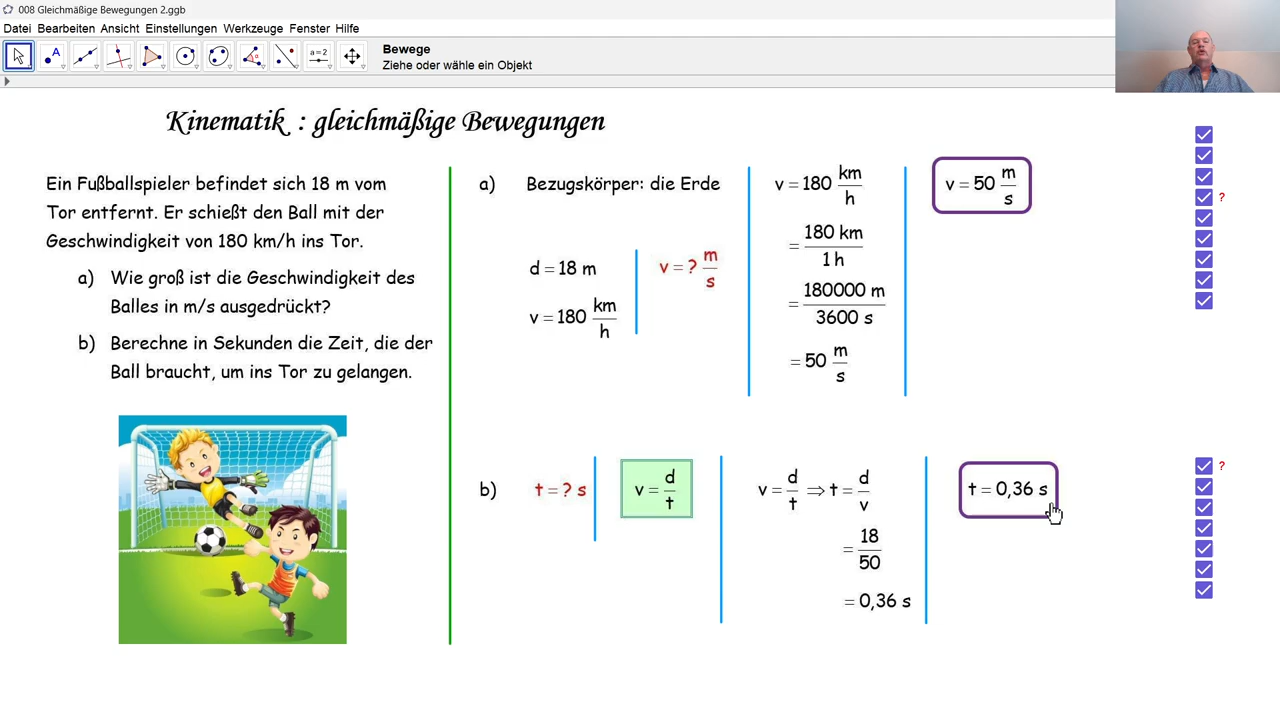 008 Gleichmäßige Bewegungen 2.ggb
Datei Bearbeiten Ansicht Einstellungen Werkzeuge Fenster Hilfe
A
a=2
Bewege
Ziehe oder wähle ein Objekt
Kinematik : gleichmäßige Bewegungen
Ein Fußballspieler befindet sich 18 m vom
Tor entfernt. Er schießt den Ball mit der
Geschwindigkeit von 180 km/h ins Tor.
a) Wie groß ist die Geschwindigkeit des
Balles in m/s ausgedrückt?
b) Berechne in Sekunden die Zeit, die der
Ball braucht, um ins Tor zu gelangen.
a) Bezugskörper: die Erde
d = 18 m
v = 180 km/h
v = ? m/s
v = 180 km/h
= 180 km / 1 h
= 180000 m / 3600 s
= 50 m/s
v = 50 m/s
?
b) t = ? s
v = d/t
v = d/t ⇒ t = d/v
= 18/50
= 0,36 s
t = 0,36 s
?